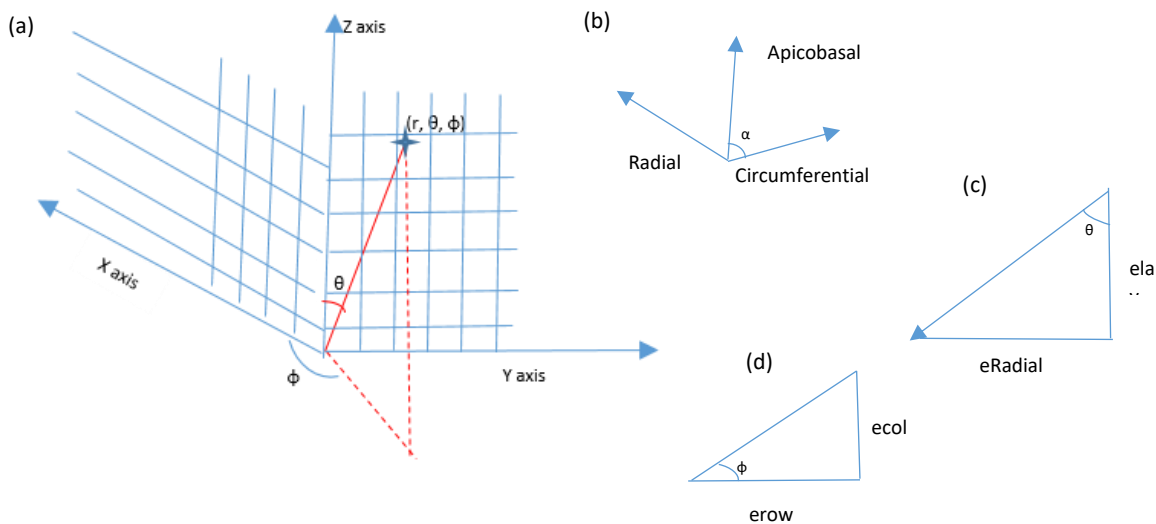 (a)
Z axis
(r, θ, ϕ)
θ
X axis
ϕ
Y axis
(b)
Apicobasal
α
Radial
Circumferential
(c)
θ
ela
eRadial
(d)
ecol
ϕ
erow